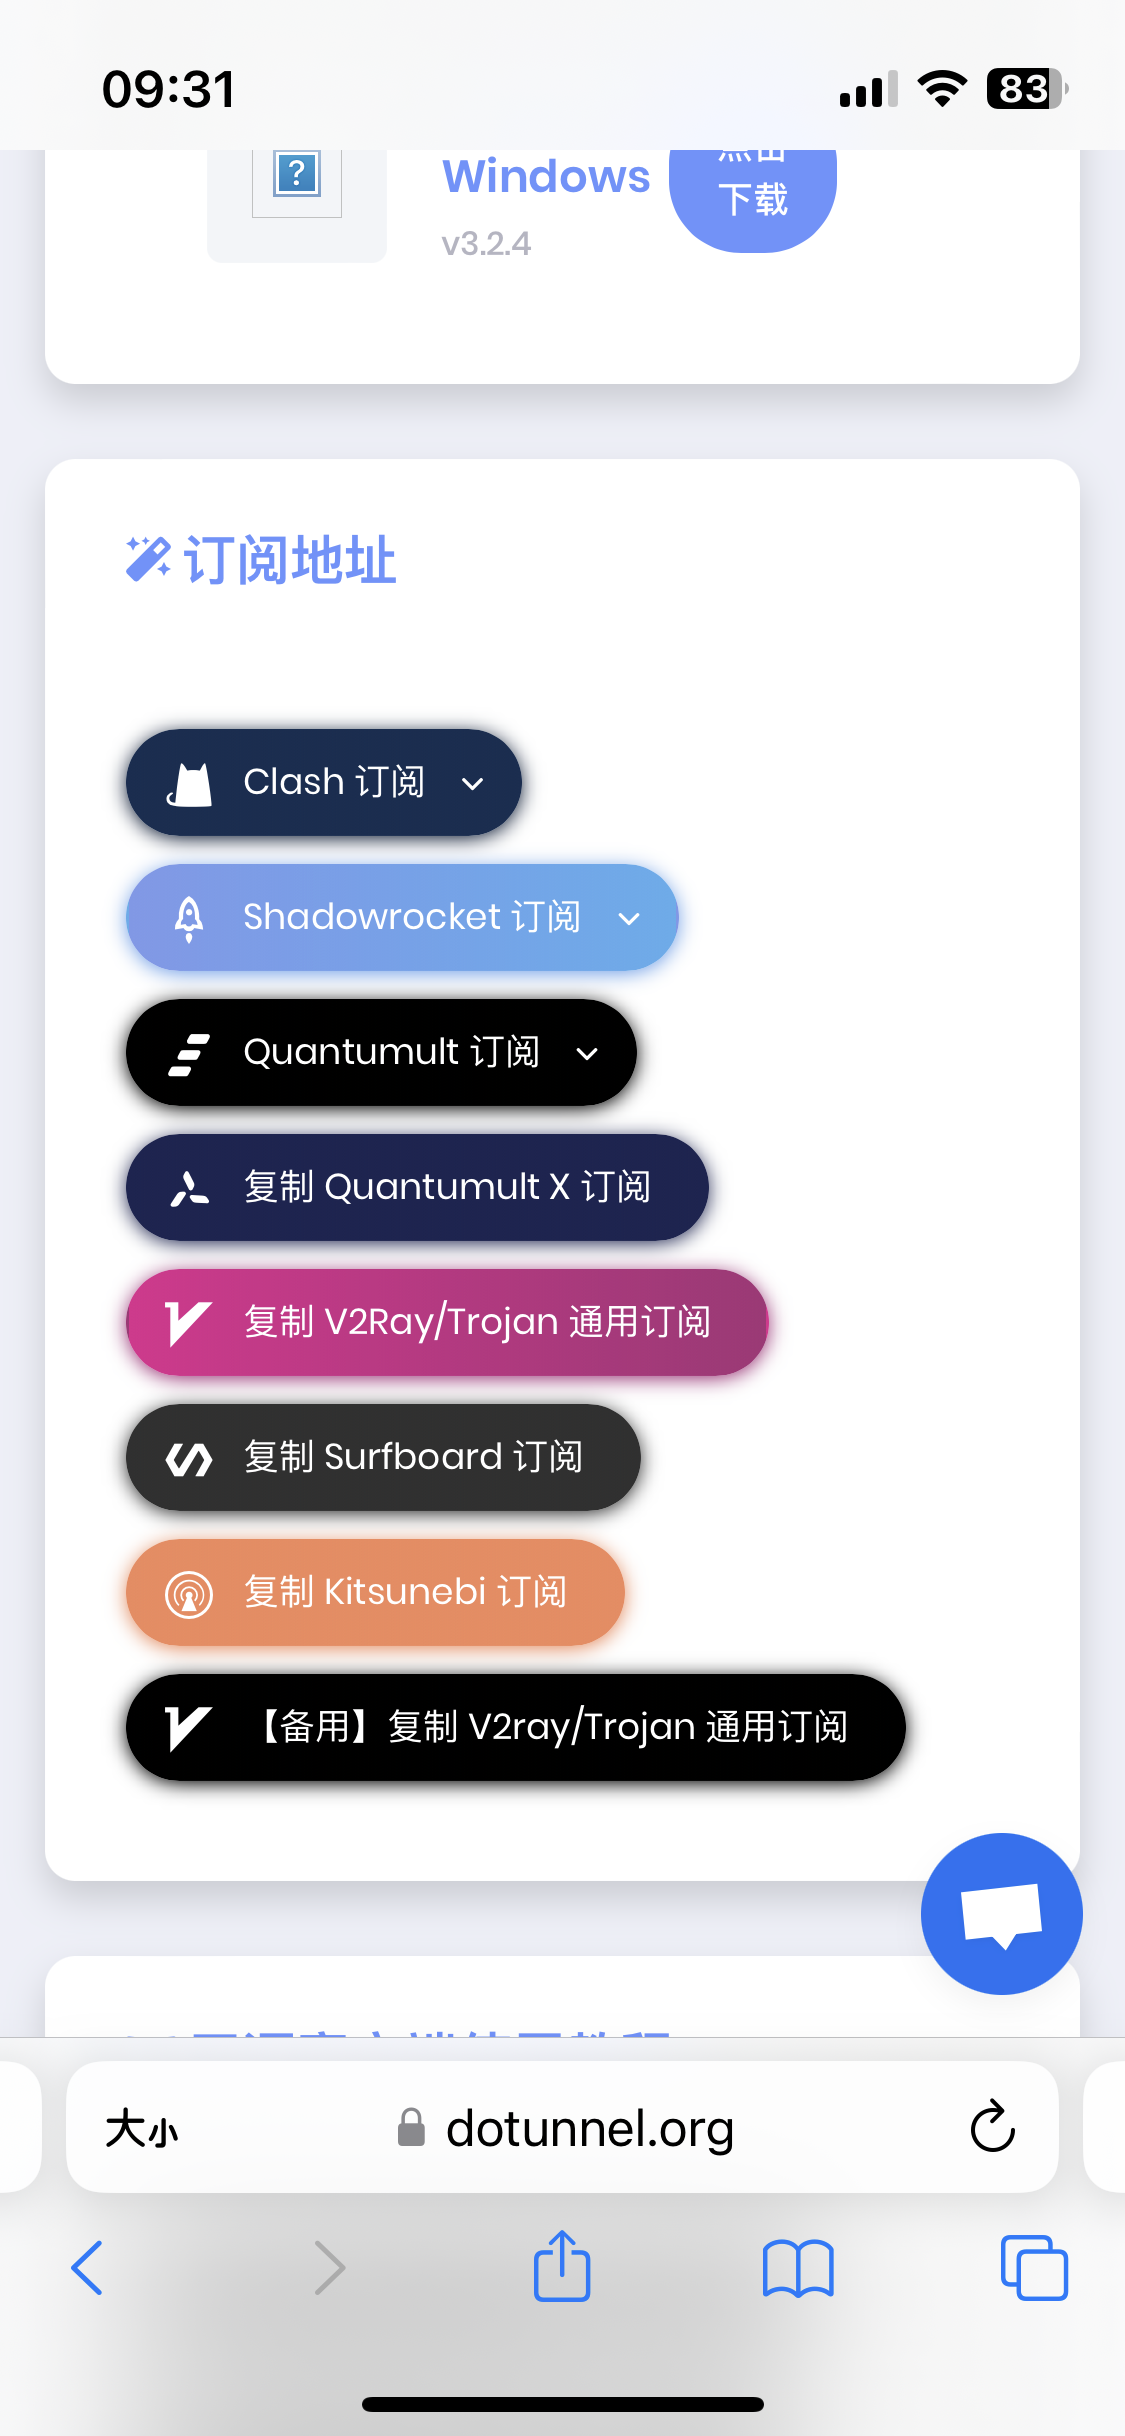 09:31
83
Windows
点击
下载
v3.2.4
订阅地址
Clash 订阅
Shadowrocket 订阅
Quantumult 订阅
复制 Quantumult X 订阅
复制 V2Ray/Trojan 通用订阅
复制 Surfboard 订阅
复制 Kitsunebi 订阅
【备用】复制 V2ray/Trojan 通用订阅
大小
dotunnel.org